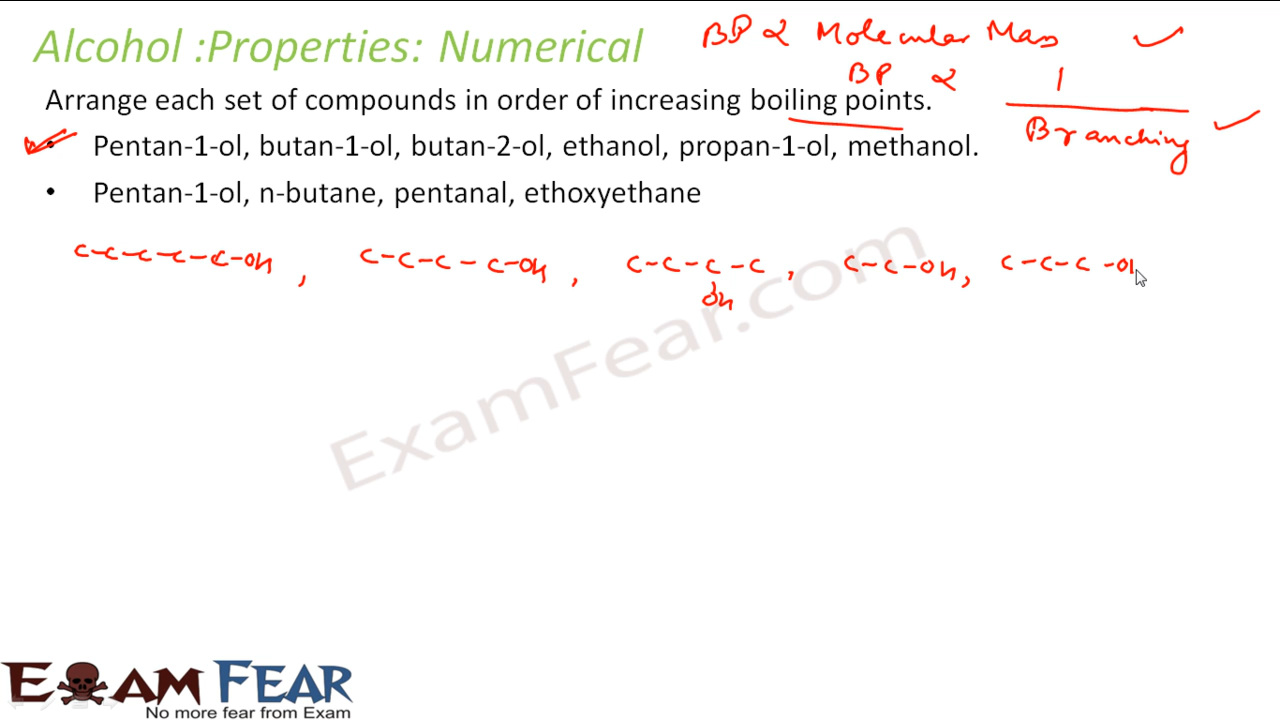 Alcohol :Properties: Numerical
BP ∝ Molecular Mass ✓
BP ∝ 1
Arrange each set of compounds in order of increasing boiling points.
Branching ✓
• Pentan-1-ol, butan-1-ol, butan-2-ol, ethanol, propan-1-ol, methanol.
• Pentan-1-ol, n-butane, pentanal, ethoxyethane
C-C-C-C-C-OH, C-C-C-C-OH, C-C-C-C, C-C-OH, C-C-C-OH
OH
ExamFear.com
EXAM FEAR
No more fear from Exam